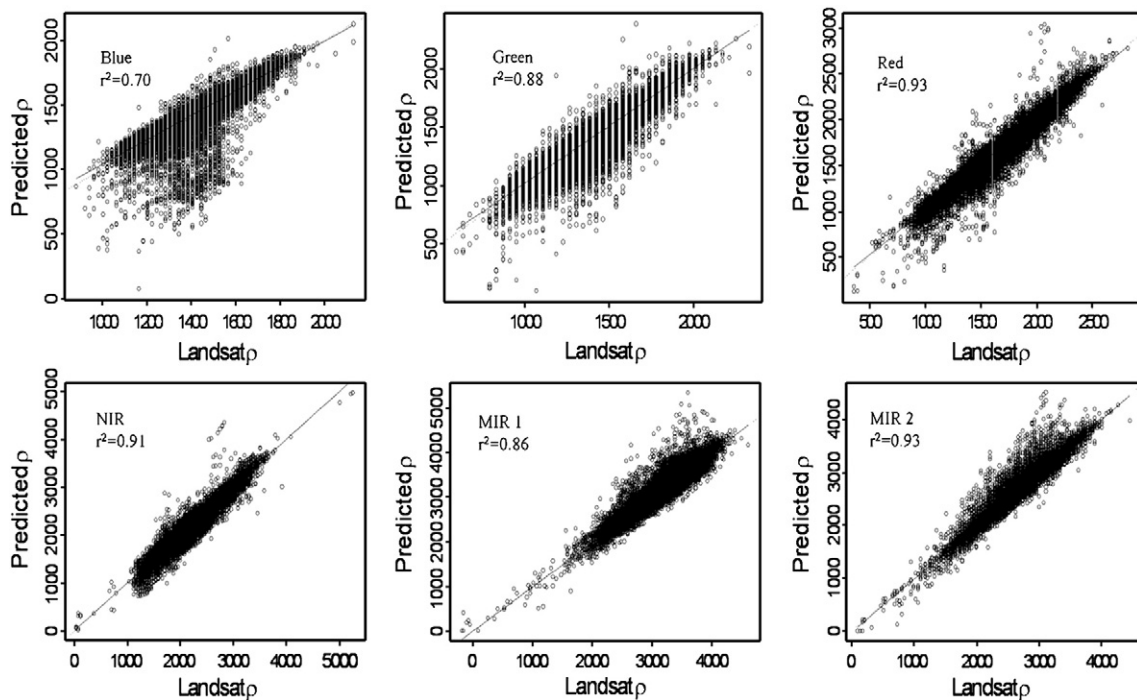 Blue
r²=0.70
Predicted ρ
0 500 1000 1500 2000
1000 1200 1400 1600 1800 2000
Landsat ρ
Green
r²=0.88
Predicted ρ
500 1000 1500 2000
1000 1500 2000
Landsat ρ
Red
r²=0.93
Predicted ρ
500 1000 1500 2000 2500 3000
500 1000 1500 2000 2500
Landsat ρ
NIR
r²=0.91
Predicted ρ
0 1000 2000 3000 4000 5000
0 1000 2000 3000 4000 5000
Landsat ρ
MIR 1
r²=0.86
Predicted ρ
0 1000 2000 3000 4000 5000
0 1000 2000 3000 4000
Landsat ρ
MIR 2
r²=0.93
Predicted ρ
0 1000 2000 3000 4000
0 1000 2000 3000 4000
Landsat ρ